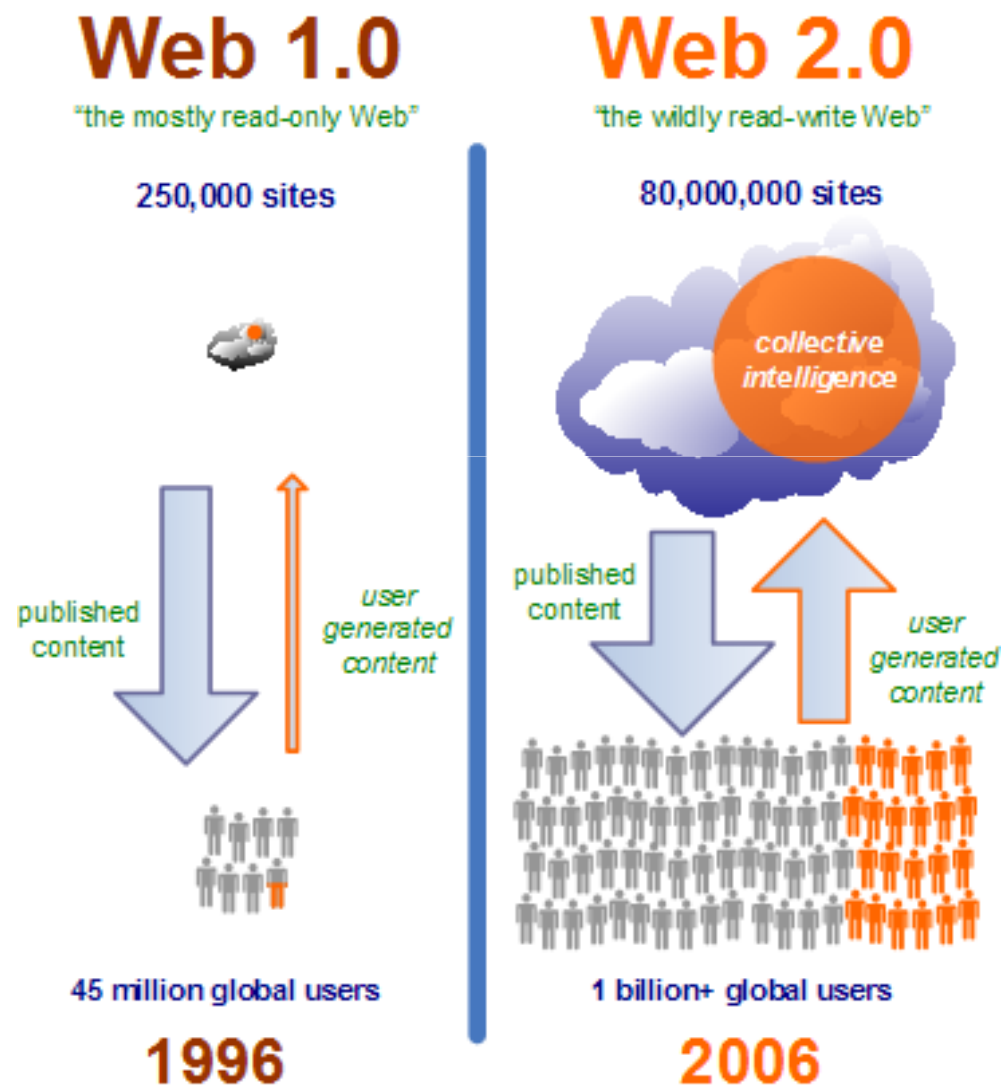 Web 1.0
"the mostly read-only Web"
250,000 sites
published
content
user
generated
content
45 million global users
1996
Web 2.0
"the wildly read-write Web"
80,000,000 sites
collective
intelligence
published
content
user
generated
content
1 billion+ global users
2006